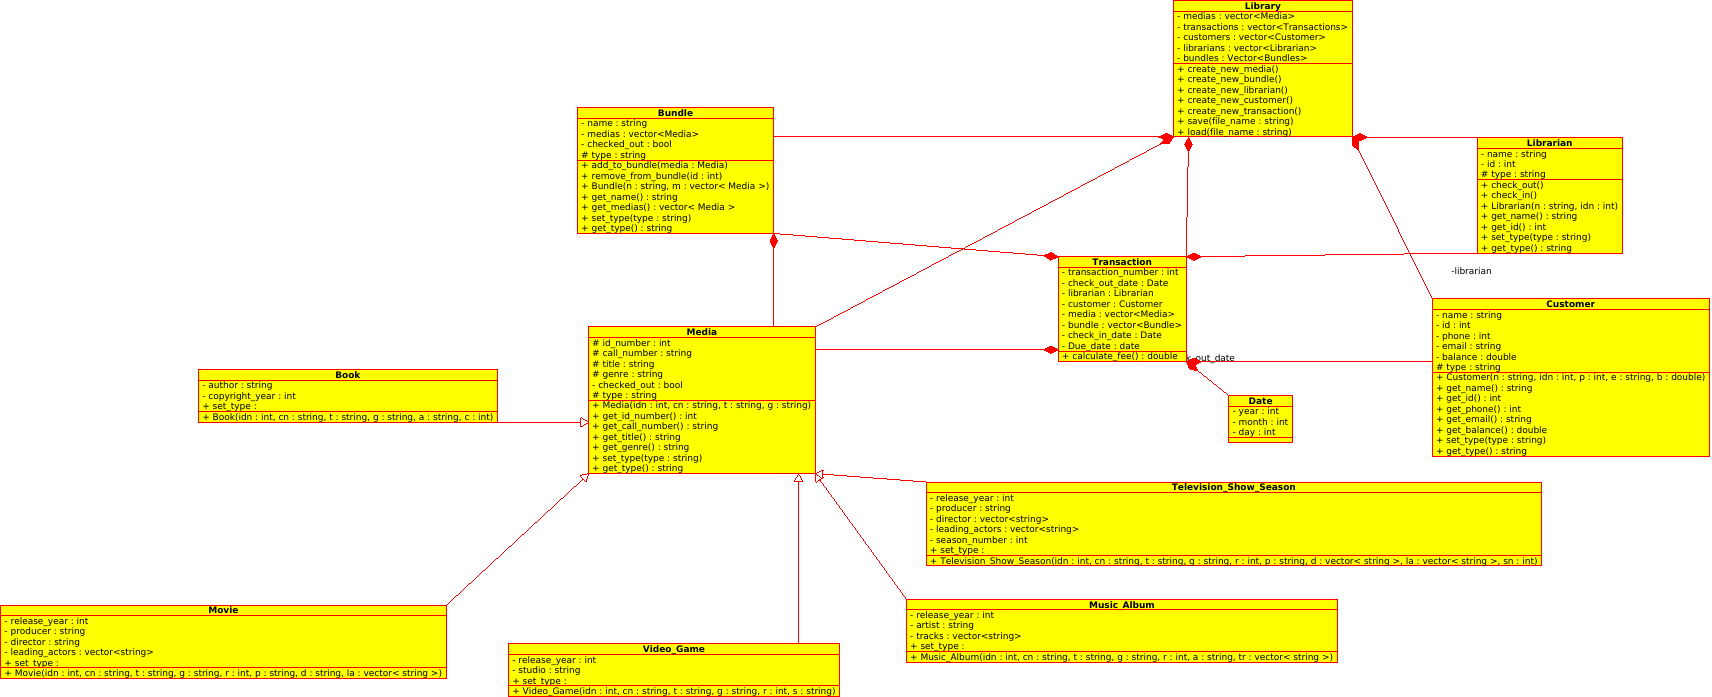 Library
- medias : vector<Media>
- transactions : vector<Transactions>
- customers : vector<Customer>
- librarians : vector<Librarian>
- bundles : Vector<Bundles>
+ create_new_media()
+ create_new_bundle()
+ create_new_librarian()
+ create_new_customer()
+ create_new_transaction()
+ save(file_name : string)
+ load(file_name : string)
Bundle
- name : string
- medias : vector<Media>
- checked_out : bool
# type : string
+ add_to_bundle(media : Media)
+ remove_from_bundle(id : int)
+ Bundle(n : string, m : vector< Media >)
+ get_name() : string
+ get_medias() : vector< Media >
+ set_type(type : string)
+ get_type() : string
Librarian
- name : string
- id : int
# type : string
+ check_out()
+ check_in()
+ Librarian(n : string, idn : int)
+ get_name() : string
+ get_id() : int
+ set_type(type : string)
+ get_type() : string
Transaction
- transaction_number : int
- check_out_date : Date
- librarian : Librarian
- customer : Customer
- media : vector<Media>
- bundle : vector<Bundle>
- check_in_date : Date
- Due_date : date
+ calculate_fee() : double
-librarian
_out_date
Customer
- name : string
- id : int
- phone : int
- email : string
- balance : double
# type : string
+ Customer(n : string, idn : int, p : int, e : string, b : double)
+ get_name() : string
+ get_id() : int
+ get_phone() : int
+ get_email() : string
+ get_balance() : double
+ set_type(type : string)
+ get_type() : string
Media
# id_number : int
# call_number : string
# title : string
# genre : string
- checked_out : bool
# type : string
+ Media(idn : int, cn : string, t : string, g : string)
+ get_id_number() : int
+ get_call_number() : string
+ get_title() : string
+ get_genre() : string
+ set_type(type : string)
+ get_type() : string
Book
- author : string
- copyright_year : int
+ set_type :
+ Book(idn : int, cn : string, t : string, g : string, a : string, c : int)
Date
- year : int
- month : int
- day : int
Television_Show_Season
- release_year : int
- producer : string
- director : vector<string>
- leading_actors : vector<string>
- season_number : int
+ set_type :
+ Television_Show_Season(idn : int, cn : string, t : string, g : string, r : int, p : string, d : vector< string >, la : vector< string >, sn : int)
Movie
- release_year : int
- producer : string
- director : string
- leading_actors : vector<string>
+ set_type :
+ Movie(idn : int, cn : string, t : string, g : string, r : int, p : string, d : string, la : vector< string >)
Music_Album
- release_year : int
- artist : string
- tracks : vector<string>
+ set_type :
+ Music_Album(idn : int, cn : string, t : string, g : string, r : int, a : string, tr : vector< string >)
Video_Game
- release_year : int
- studio : string
+ set_type :
+ Video_Game(idn : int, cn : string, t : string, g : string, r : int, s : string)